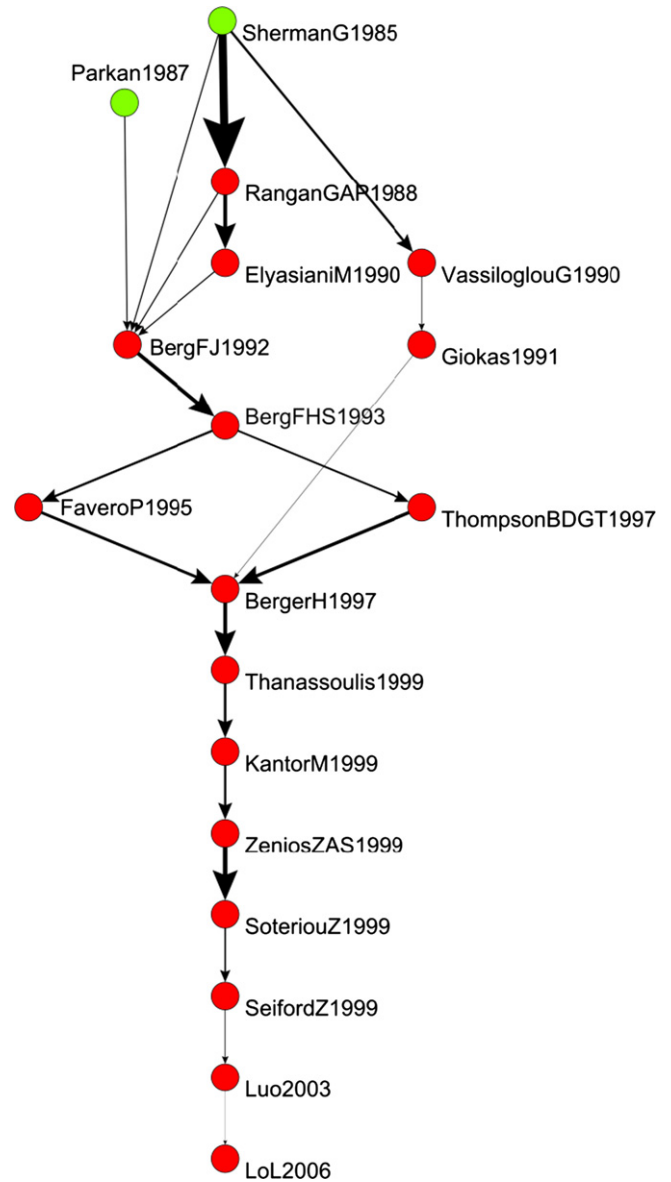 ShermanG1985
Parkan1987
RanganGAP1988
ElyasianiM1990
VassiloglouG1990
BergFJ1992
Giokas1991
BergFHS1993
FaveroP1995
ThompsonBDGT1997
BergerH1997
Thanassoulis1999
KantorM1999
ZeniosZAS1999
SoteriouZ1999
SeifordZ1999
Luo2003
LoL2006